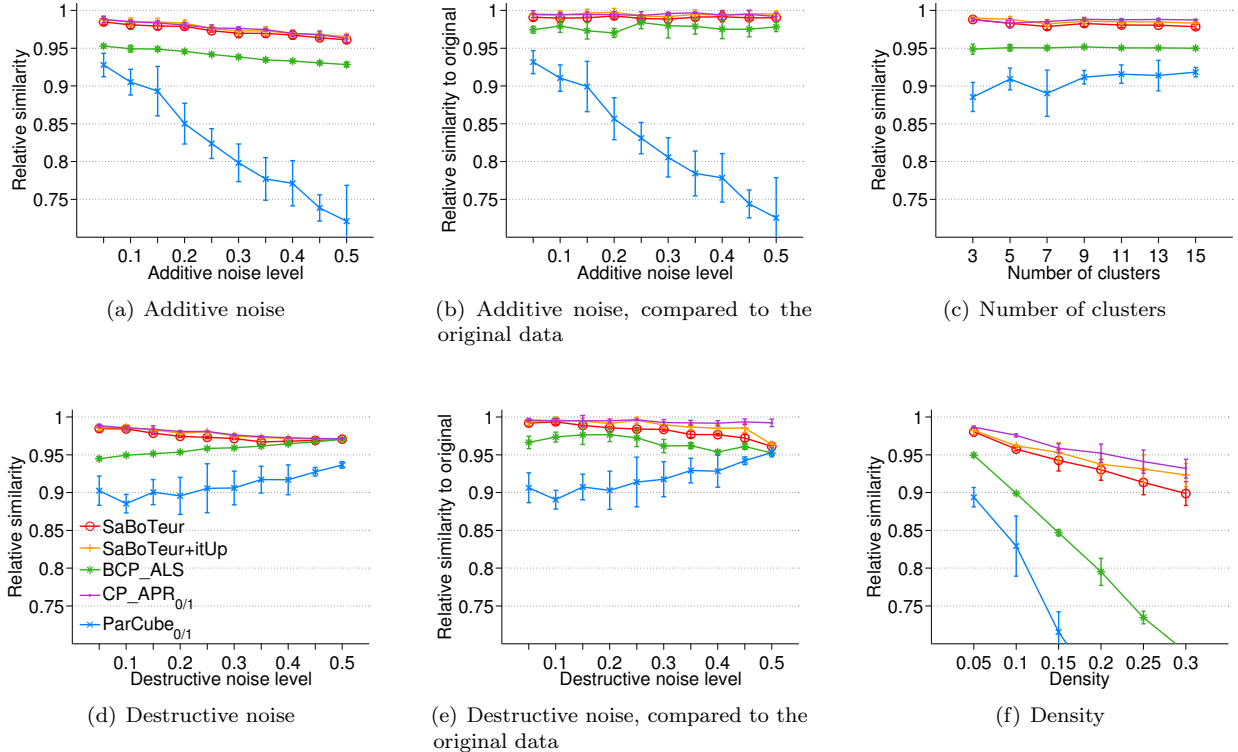 1
0.95
0.9
0.85
0.8
0.75
Relative similarity
0.1 0.2 0.3 0.4 0.5
Additive noise level
(a) Additive noise
1
0.95
0.9
0.85
0.8
0.75
Relative similarity to original
0.1 0.2 0.3 0.4 0.5
Additive noise level
(b) Additive noise, compared to the
original data
1
0.95
0.9
0.85
0.8
0.75
Relative similarity
3 5 7 9 11 13 15
Number of clusters
(c) Number of clusters
1
0.95
0.9
0.85
0.8
0.75
Relative similarity
SaBoTeur
SaBoTeur+itUp
BCP_ALS
CP_APR0/1
ParCube0/1
0.1 0.2 0.3 0.4 0.5
Destructive noise level
(d) Destructive noise
1
0.95
0.9
0.85
0.8
0.75
Relative similarity to original
0.1 0.2 0.3 0.4 0.5
Destructive noise level
(e) Destructive noise, compared to the
original data
1
0.95
0.9
0.85
0.8
0.75
Relative similarity
0.05 0.1 0.15 0.2 0.25 0.3
Density
(f) Density